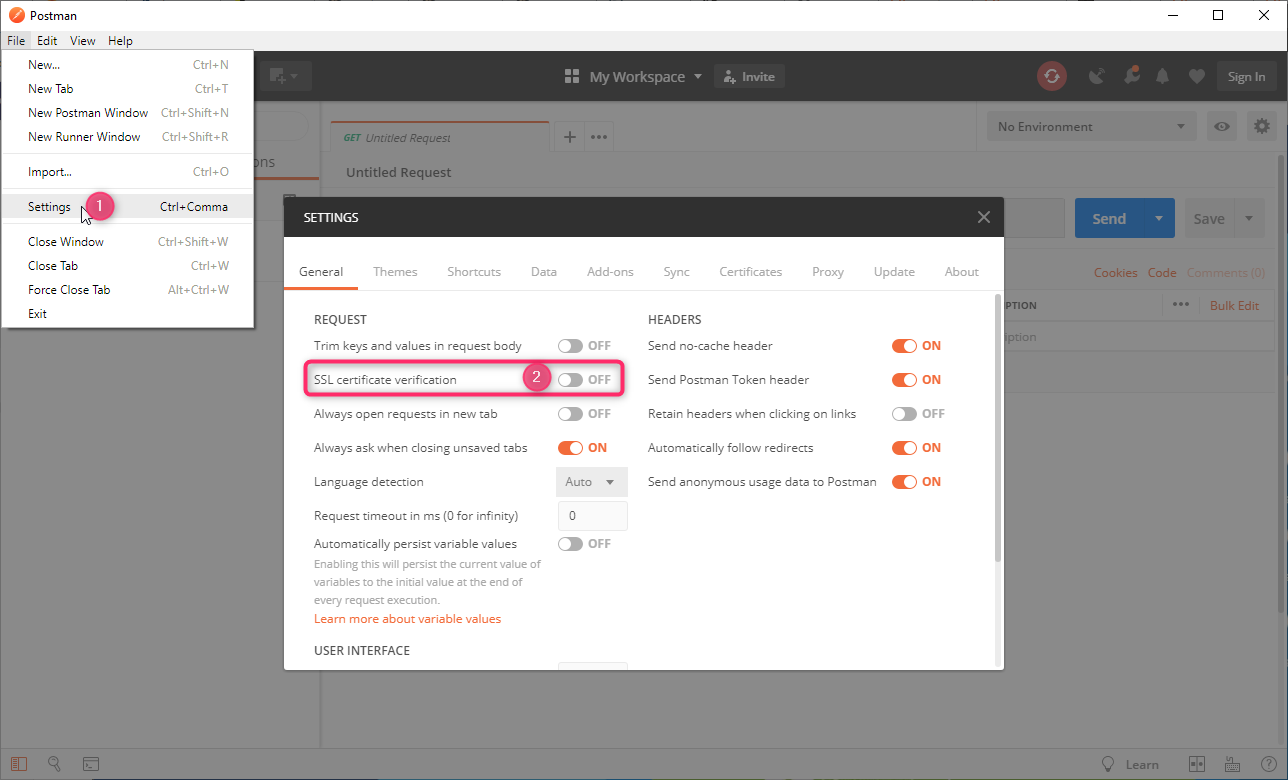 Postman
File Edit View Help
New... Ctrl+N
New Tab Ctrl+T
New Postman Window Ctrl+Shift+N
New Runner Window Ctrl+Shift+R
Import... Ctrl+O
Settings 1 Ctrl+Comma
Close Window Ctrl+Shift+W
Close Tab Ctrl+W
Force Close Tab Alt+Ctrl+W
Exit
My Workspace Invite Sign In
GET Untitled Request
No Environment
Untitled Request
Send Save
Cookies Code Comments (0)
Bulk Edit
SETTINGS
General Themes Shortcuts Data Add-ons Sync Certificates Proxy Update About
REQUEST
Trim keys and values in request body OFF
SSL certificate verification 2 OFF
Always open requests in new tab OFF
Always ask when closing unsaved tabs ON
Language detection Auto
Request timeout in ms (0 for infinity) 0
Automatically persist variable values OFF
Enabling this will persist the current value of
variables to the initial value at the end of
every request execution.
Learn more about variable values
USER INTERFACE
HEADERS
Send no-cache header ON
Send Postman Token header ON
Retain headers when clicking on links OFF
Automatically follow redirects ON
Send anonymous usage data to Postman ON
Learn